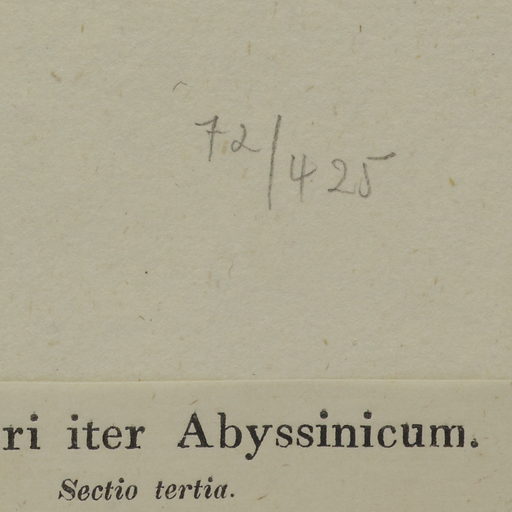 72/425
ri iter Abyssinicum.
Sectio tertia.